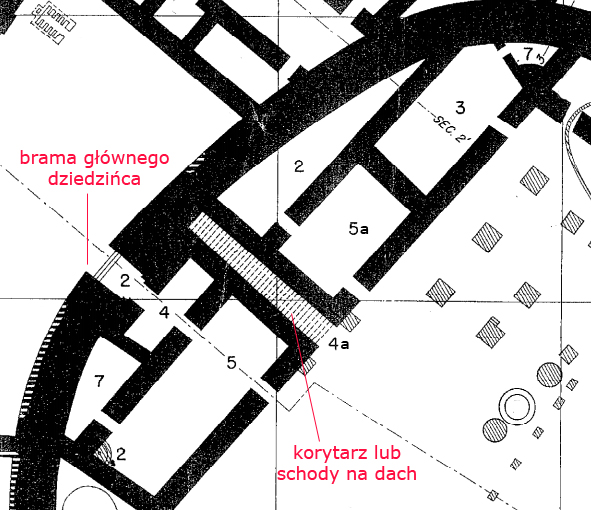 7
3
3
SEC. 2'
2
brama głównego
dziedzińca
5a
2
4
4a
5
7
2
korytarz lub
schody na dach